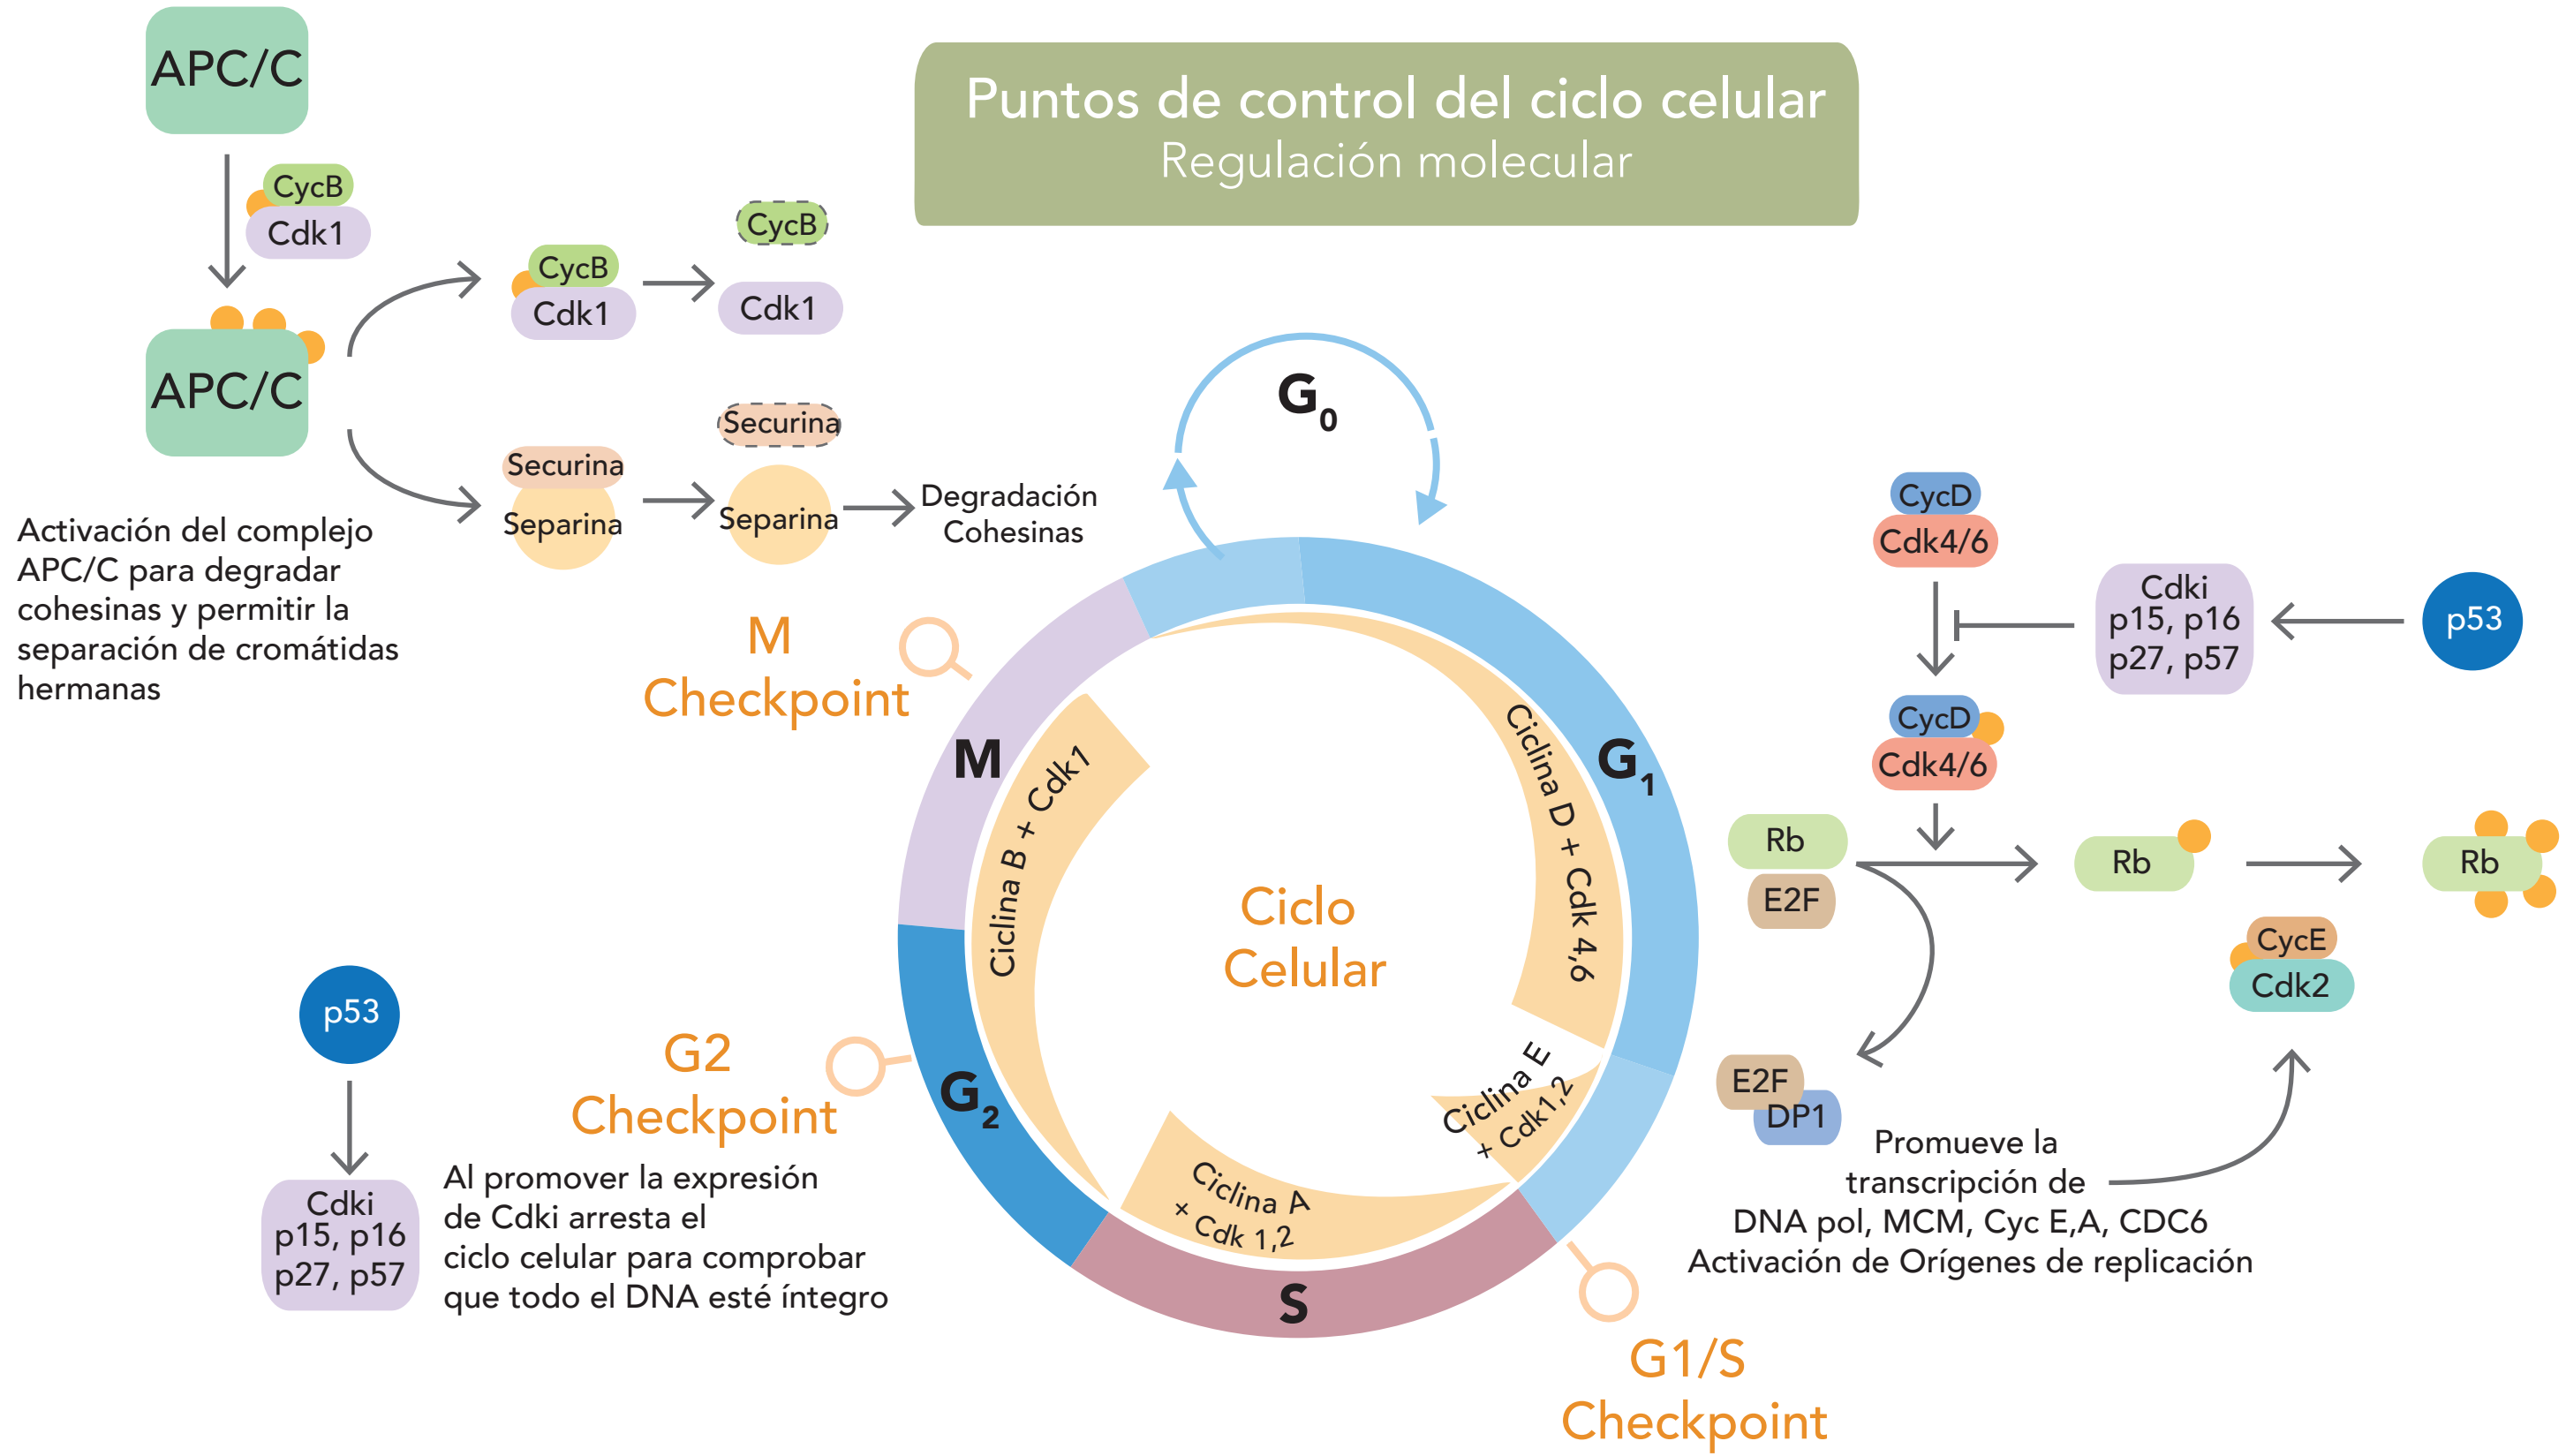 Puntos de control del ciclo celular
Regulación molecular
APC/C
CycB
Cdk1
APC/C
CycB
Cdk1
CycB
Cdk1
Securina
Separina
Securina
Separina
Degradación
Cohesinas
Activación del complejo
APC/C para degradar
cohesinas y permitir la
separación de cromátidas
hermanas
M
Checkpoint
G0
G1
S
G2
M
Ciclina D + Cdk 4,6
Ciclina E
+ Cdk1,2
Ciclina A
+ Cdk 1,2
Ciclina B + Cdk1
Ciclo
Celular
CycD
Cdk4/6
Cdki
p15, p16
p27, p57
p53
CycD
Cdk4/6
Rb
E2F
Rb
Rb
CycE
Cdk2
E2F
DP1
Promueve la
transcripción de
DNA pol, MCM, Cyc E,A, CDC6
Activación de Orígenes de replicación
G1/S
Checkpoint
G2
Checkpoint
p53
Cdki
p15, p16
p27, p57
Al promover la expresión
de Cdki arresta el
ciclo celular para comprobar
que todo el DNA esté íntegro